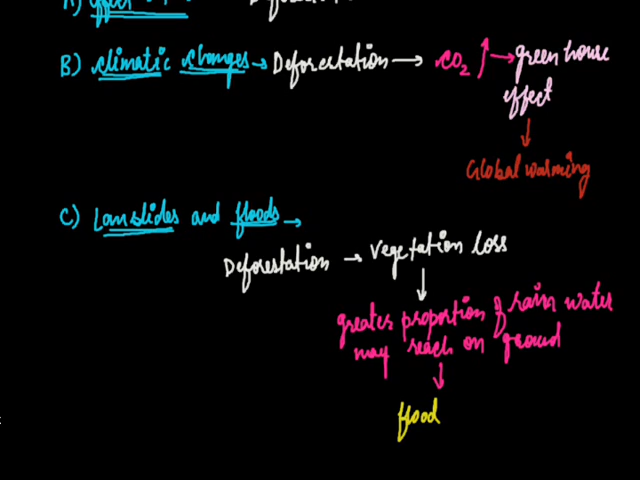 A) effect
B) climatic changes → Deforestation → CO2 ↑ → green house
effect
↓
Global warming
C) Lanslides and floods →
Deforestation → Vegetation loss
↓
greater proportion of rain water
may reach on ground
↓
flood